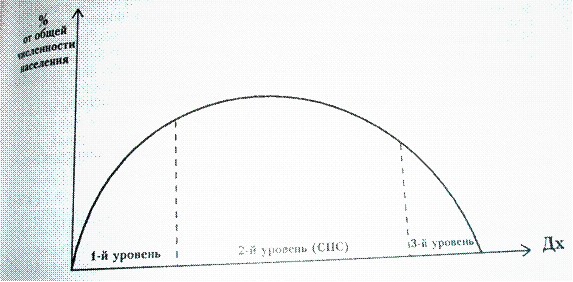 %
от общей
численности
населения
1-й уровень
2-й уровень (СПС)
3-й уровень
Дх